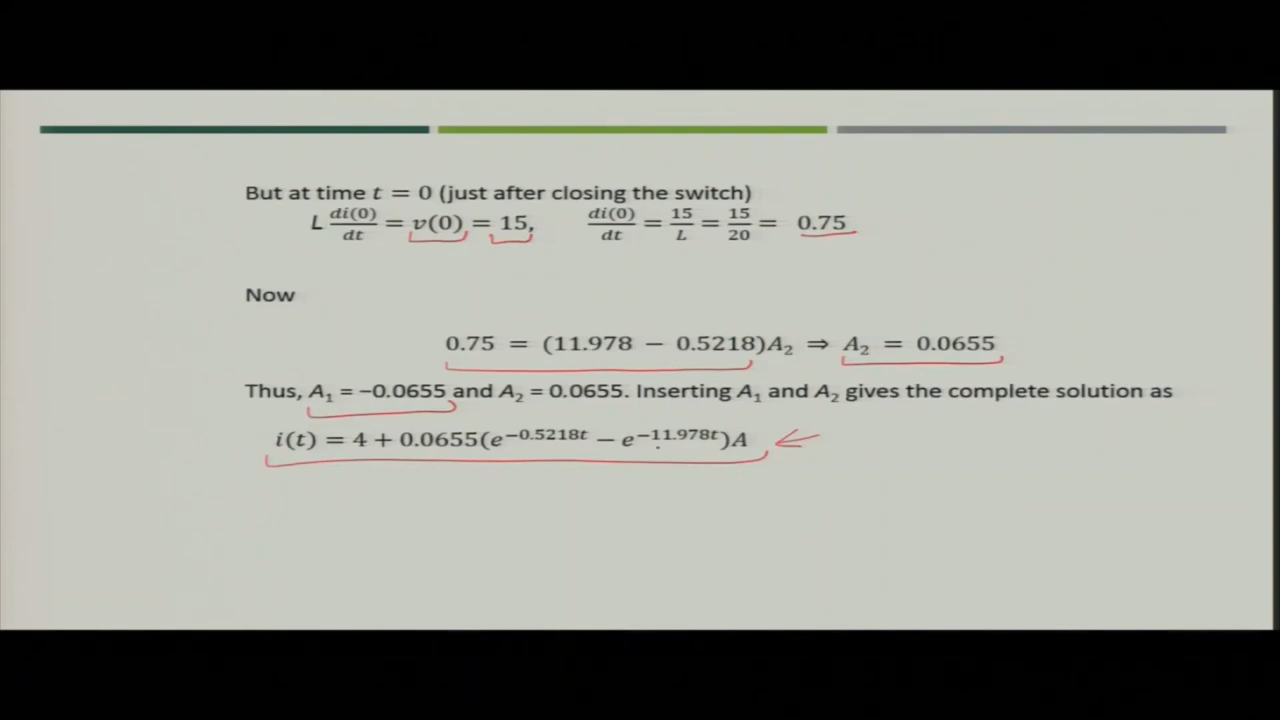 But at time t = 0 (just after closing the switch)
L di(0)/dt = v(0) = 15, di(0)/dt = 15/L = 15/20 = 0.75
Now
0.75 = (11.978 − 0.5218)A₂ ⇒ A₂ = 0.0655
Thus, A₁ = −0.0655 and A₂ = 0.0655. Inserting A₁ and A₂ gives the complete solution as
i(t) = 4 + 0.0655(e^−0.5218t − e^−11.978t)A